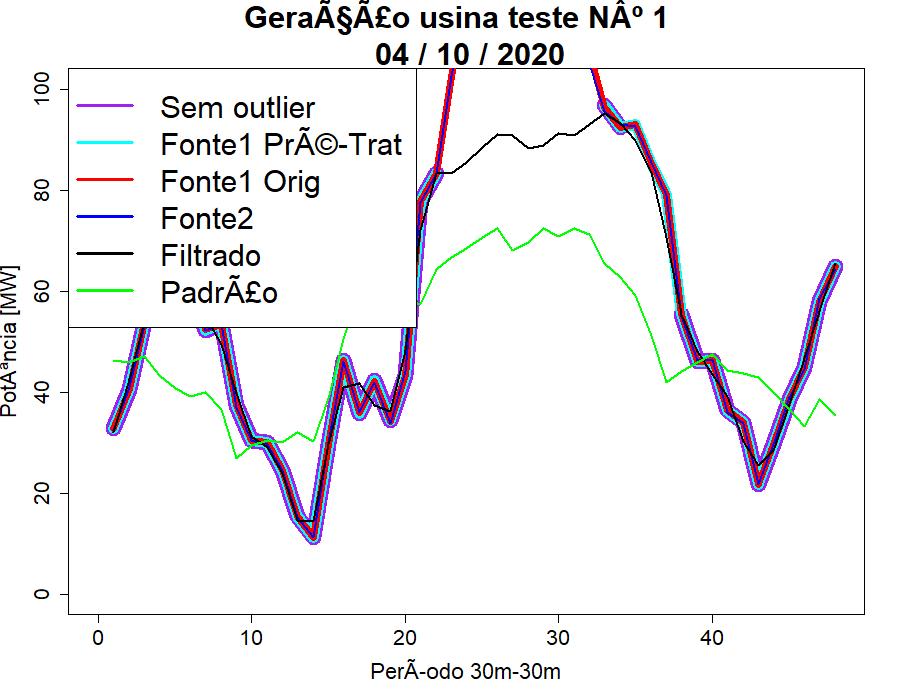 GeraÃ§Ã£o usina teste NÂº 1
04 / 10 / 2020
Sem outlier
Fonte1 PrÃ©-Trat
Fonte1 Orig
Fonte2
Filtrado
PadrÃ£o
PotÃªncia [MW]
100
80
60
40
20
0
0 10 20 30 40
PerÃ­-odo 30m-30m